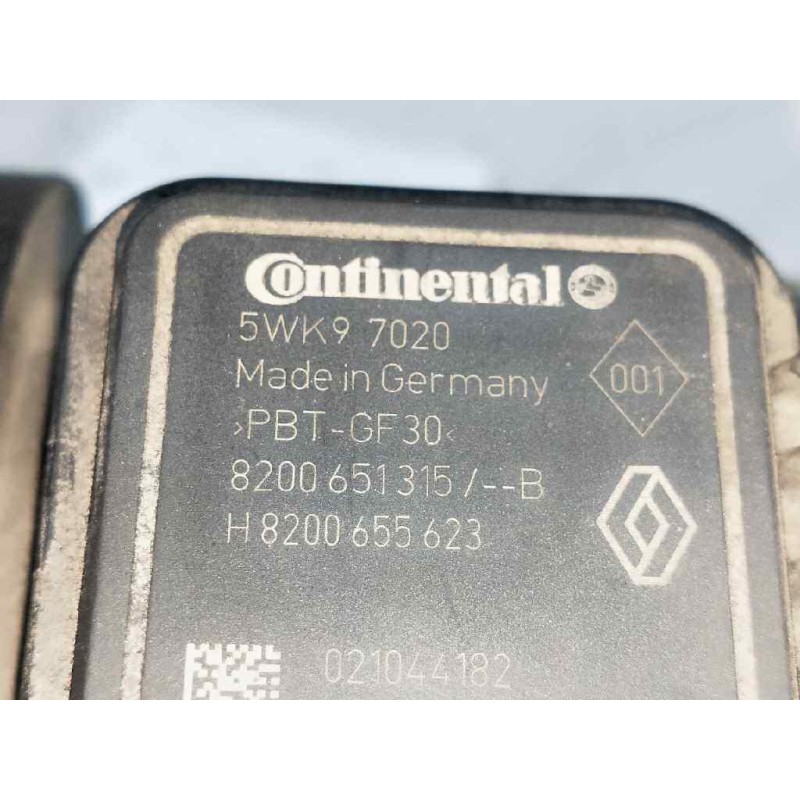 Continental
5WK9 7020
Made in Germany
001
>PBT-GF30<
8200 651 315 /--B
H 8200 655 623
021044182